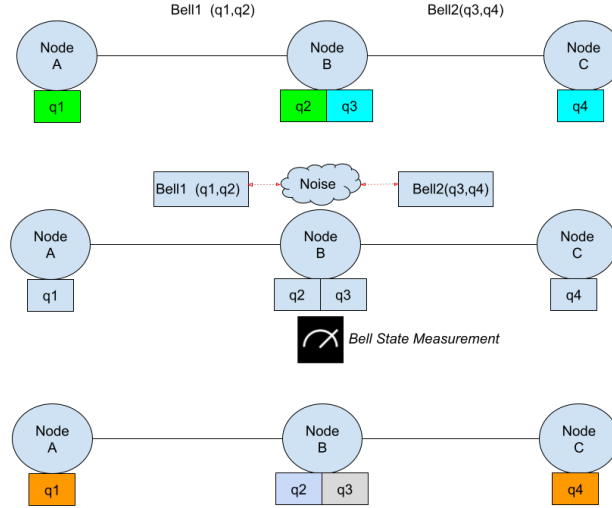 Bell1 (q1,q2)
Bell2(q3,q4)
Node
A
Node
B
Node
C
q1
q2
q3
q4
Bell1 (q1,q2)
Noise
Bell2(q3,q4)
Node
A
Node
B
Node
C
q1
q2
q3
q4
Bell State Measurement
Node
A
Node
B
Node
C
q1
q2
q3
q4